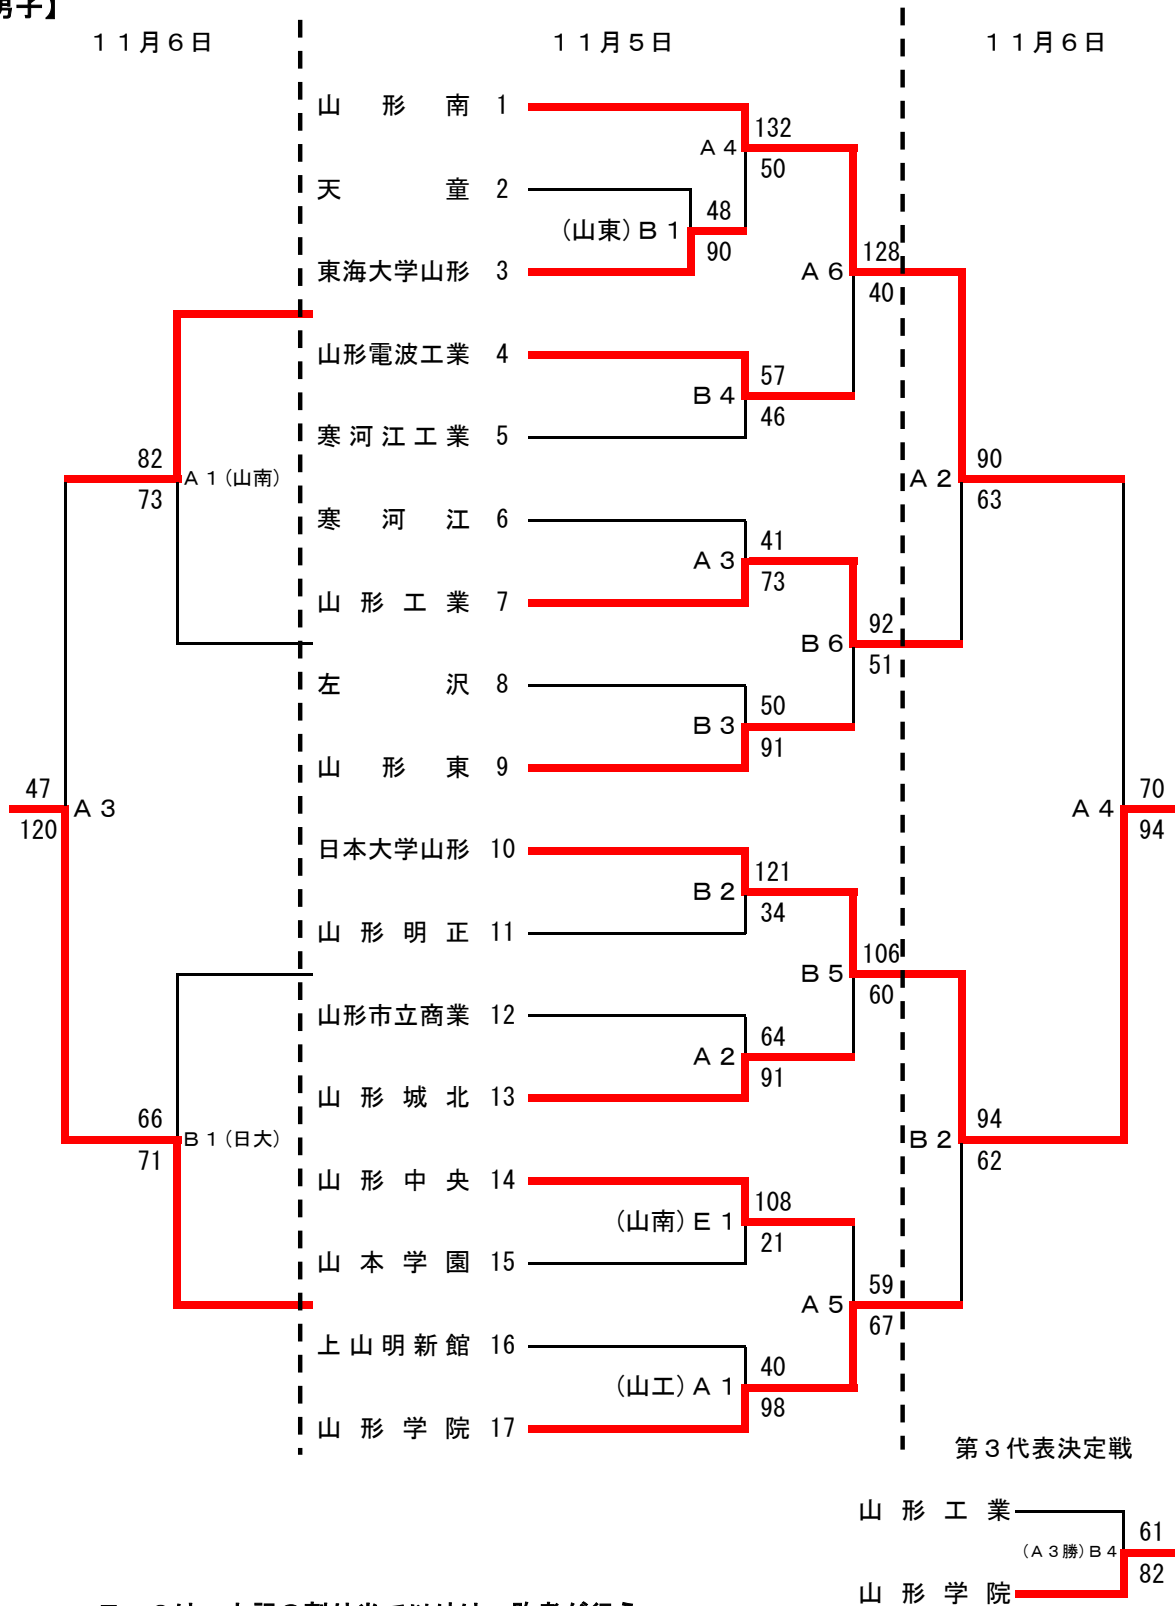 男子】
１１月６日　１１月５日　１１月６日
山形南 1
132
A 4
50
天童 2
48
(山東) B 1
90
東海大学山形 3
128
A 6
40
山形電波工業 4
57
B 4
46
寒河江工業 5
82
A 1 (山南)
73
90
A 2
63
寒河江 6
41
A 3
73
山形工業 7
92
B 6
51
左沢 8
50
B 3
91
山形東 9
47
A 3
120
70
A 4
94
日本大学山形 10
121
B 2
34
山形明正 11
106
B 5
60
山形市立商業 12
64
A 2
91
山形城北 13
66
B 1 (日大)
71
94
B 2
62
山形中央 14
108
(山南) E 1
21
山本学園 15
59
A 5
67
上山明新館 16
40
(山工) A 1
98
山形学院 17
第３代表決定戦
山形工業
61
(A 3 勝) B 4
82
山形学院